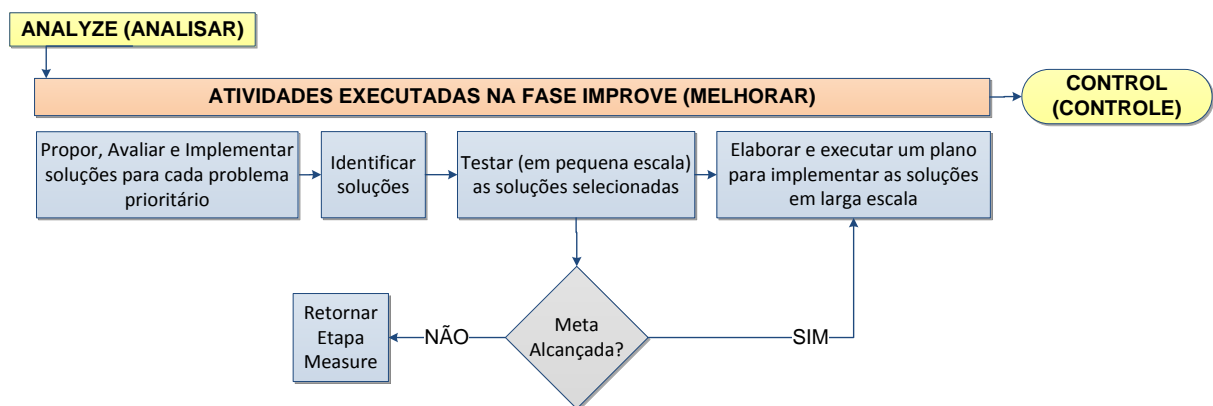 ANALYZE (ANALISAR)
ATIVIDADES EXECUTADAS NA FASE IMPROVE (MELHORAR)
CONTROL
(CONTROLE)
Propor, Avaliar e Implementar
soluções para cada problema
prioritário
Identificar
soluções
Testar (em pequena escala)
as soluções selecionadas
Elaborar e executar um plano
para implementar as soluções
em larga escala
Retornar
Etapa
Measure
NÃO
Meta
Alcançada?
SIM